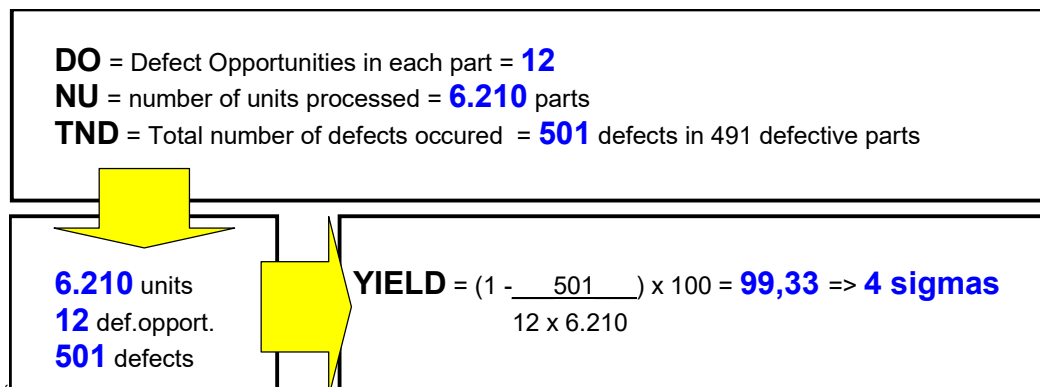 DO = Defect Opportunities in each part = 12
NU = number of units processed = 6.210 parts
TND = Total number of defects occured = 501 defects in 491 defective parts
6.210 units
12 def.opport.
501 defects
YIELD = (1 - 501 ) x 100 = 99,33 => 4 sigmas
12 x 6.210